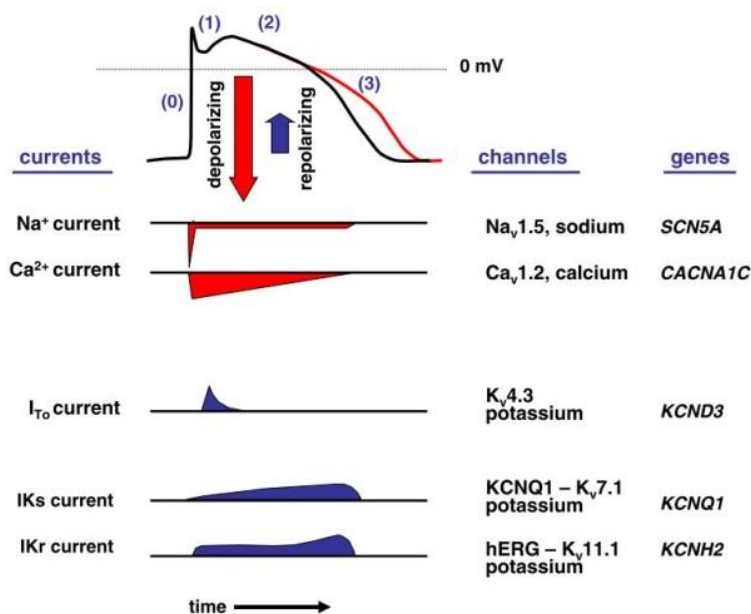 (1)
(2)
0 mV
(3)
(0)
depolarizing
repolarizing
currents
channels
genes
Na⁺ current
Naᵥ1.5, sodium
SCN5A
Ca²⁺ current
Caᵥ1.2, calcium
CACNA1C
I_To current
Kᵥ4.3
potassium
KCND3
IKs current
KCNQ1 – Kᵥ7.1
potassium
KCNQ1
IKr current
hERG – Kᵥ11.1
potassium
KCNH2
time